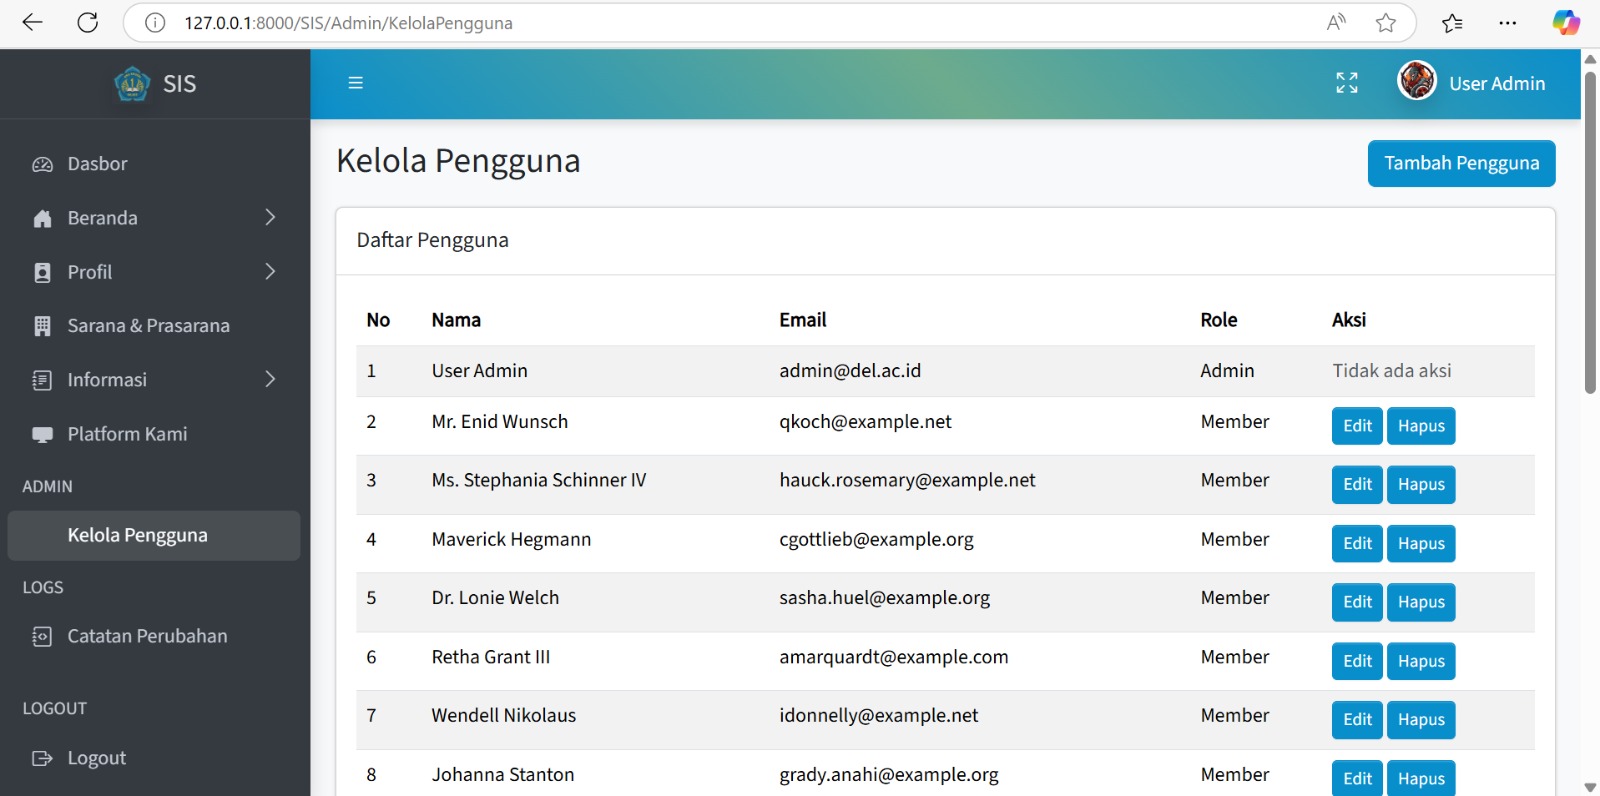 127.0.0.1:8000/SIS/Admin/KelolaPengguna
SIS
User Admin
Dasbor
Beranda
Profil
Sarana & Prasarana
Informasi
Platform Kami
ADMIN
Kelola Pengguna
LOGS
Catatan Perubahan
LOGOUT
Logout
Kelola Pengguna
Tambah Pengguna
Daftar Pengguna
No Nama Email Role Aksi
1 User Admin admin@del.ac.id Admin Tidak ada aksi
2 Mr. Enid Wunsch qkoch@example.net Member Edit Hapus
3 Ms. Stephania Schinner IV hauck.rosemary@example.net Member Edit Hapus
4 Maverick Hegmann cgottlieb@example.org Member Edit Hapus
5 Dr. Lonie Welch sasha.huel@example.org Member Edit Hapus
6 Retha Grant III amarquardt@example.com Member Edit Hapus
7 Wendell Nikolaus idonnelly@example.net Member Edit Hapus
8 Johanna Stanton grady.anahi@example.org Member Edit Hapus